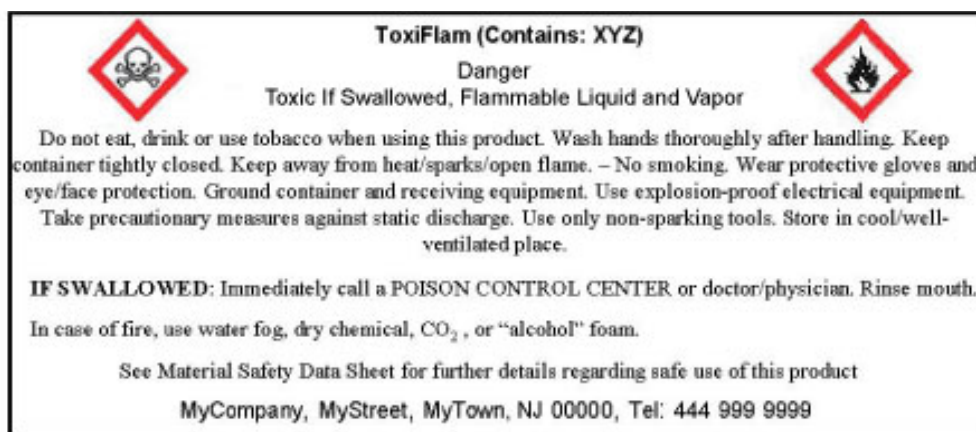 ToxiFlam (Contains: XYZ)
Danger
Toxic If Swallowed, Flammable Liquid and Vapor
Do not eat, drink or use tobacco when using this product. Wash hands thoroughly after handling. Keep
container tightly closed. Keep away from heat/sparks/open flame. – No smoking. Wear protective gloves and
eye/face protection. Ground container and receiving equipment. Use explosion-proof electrical equipment.
Take precautionary measures against static discharge. Use only non-sparking tools. Store in cool/well-
ventilated place.
IF SWALLOWED: Immediately call a POISON CONTROL CENTER or doctor/physician. Rinse mouth.
In case of fire, use water fog, dry chemical, CO₂ , or “alcohol” foam.
See Material Safety Data Sheet for further details regarding safe use of this product
MyCompany, MyStreet, MyTown, NJ 00000, Tel: 444 999 9999